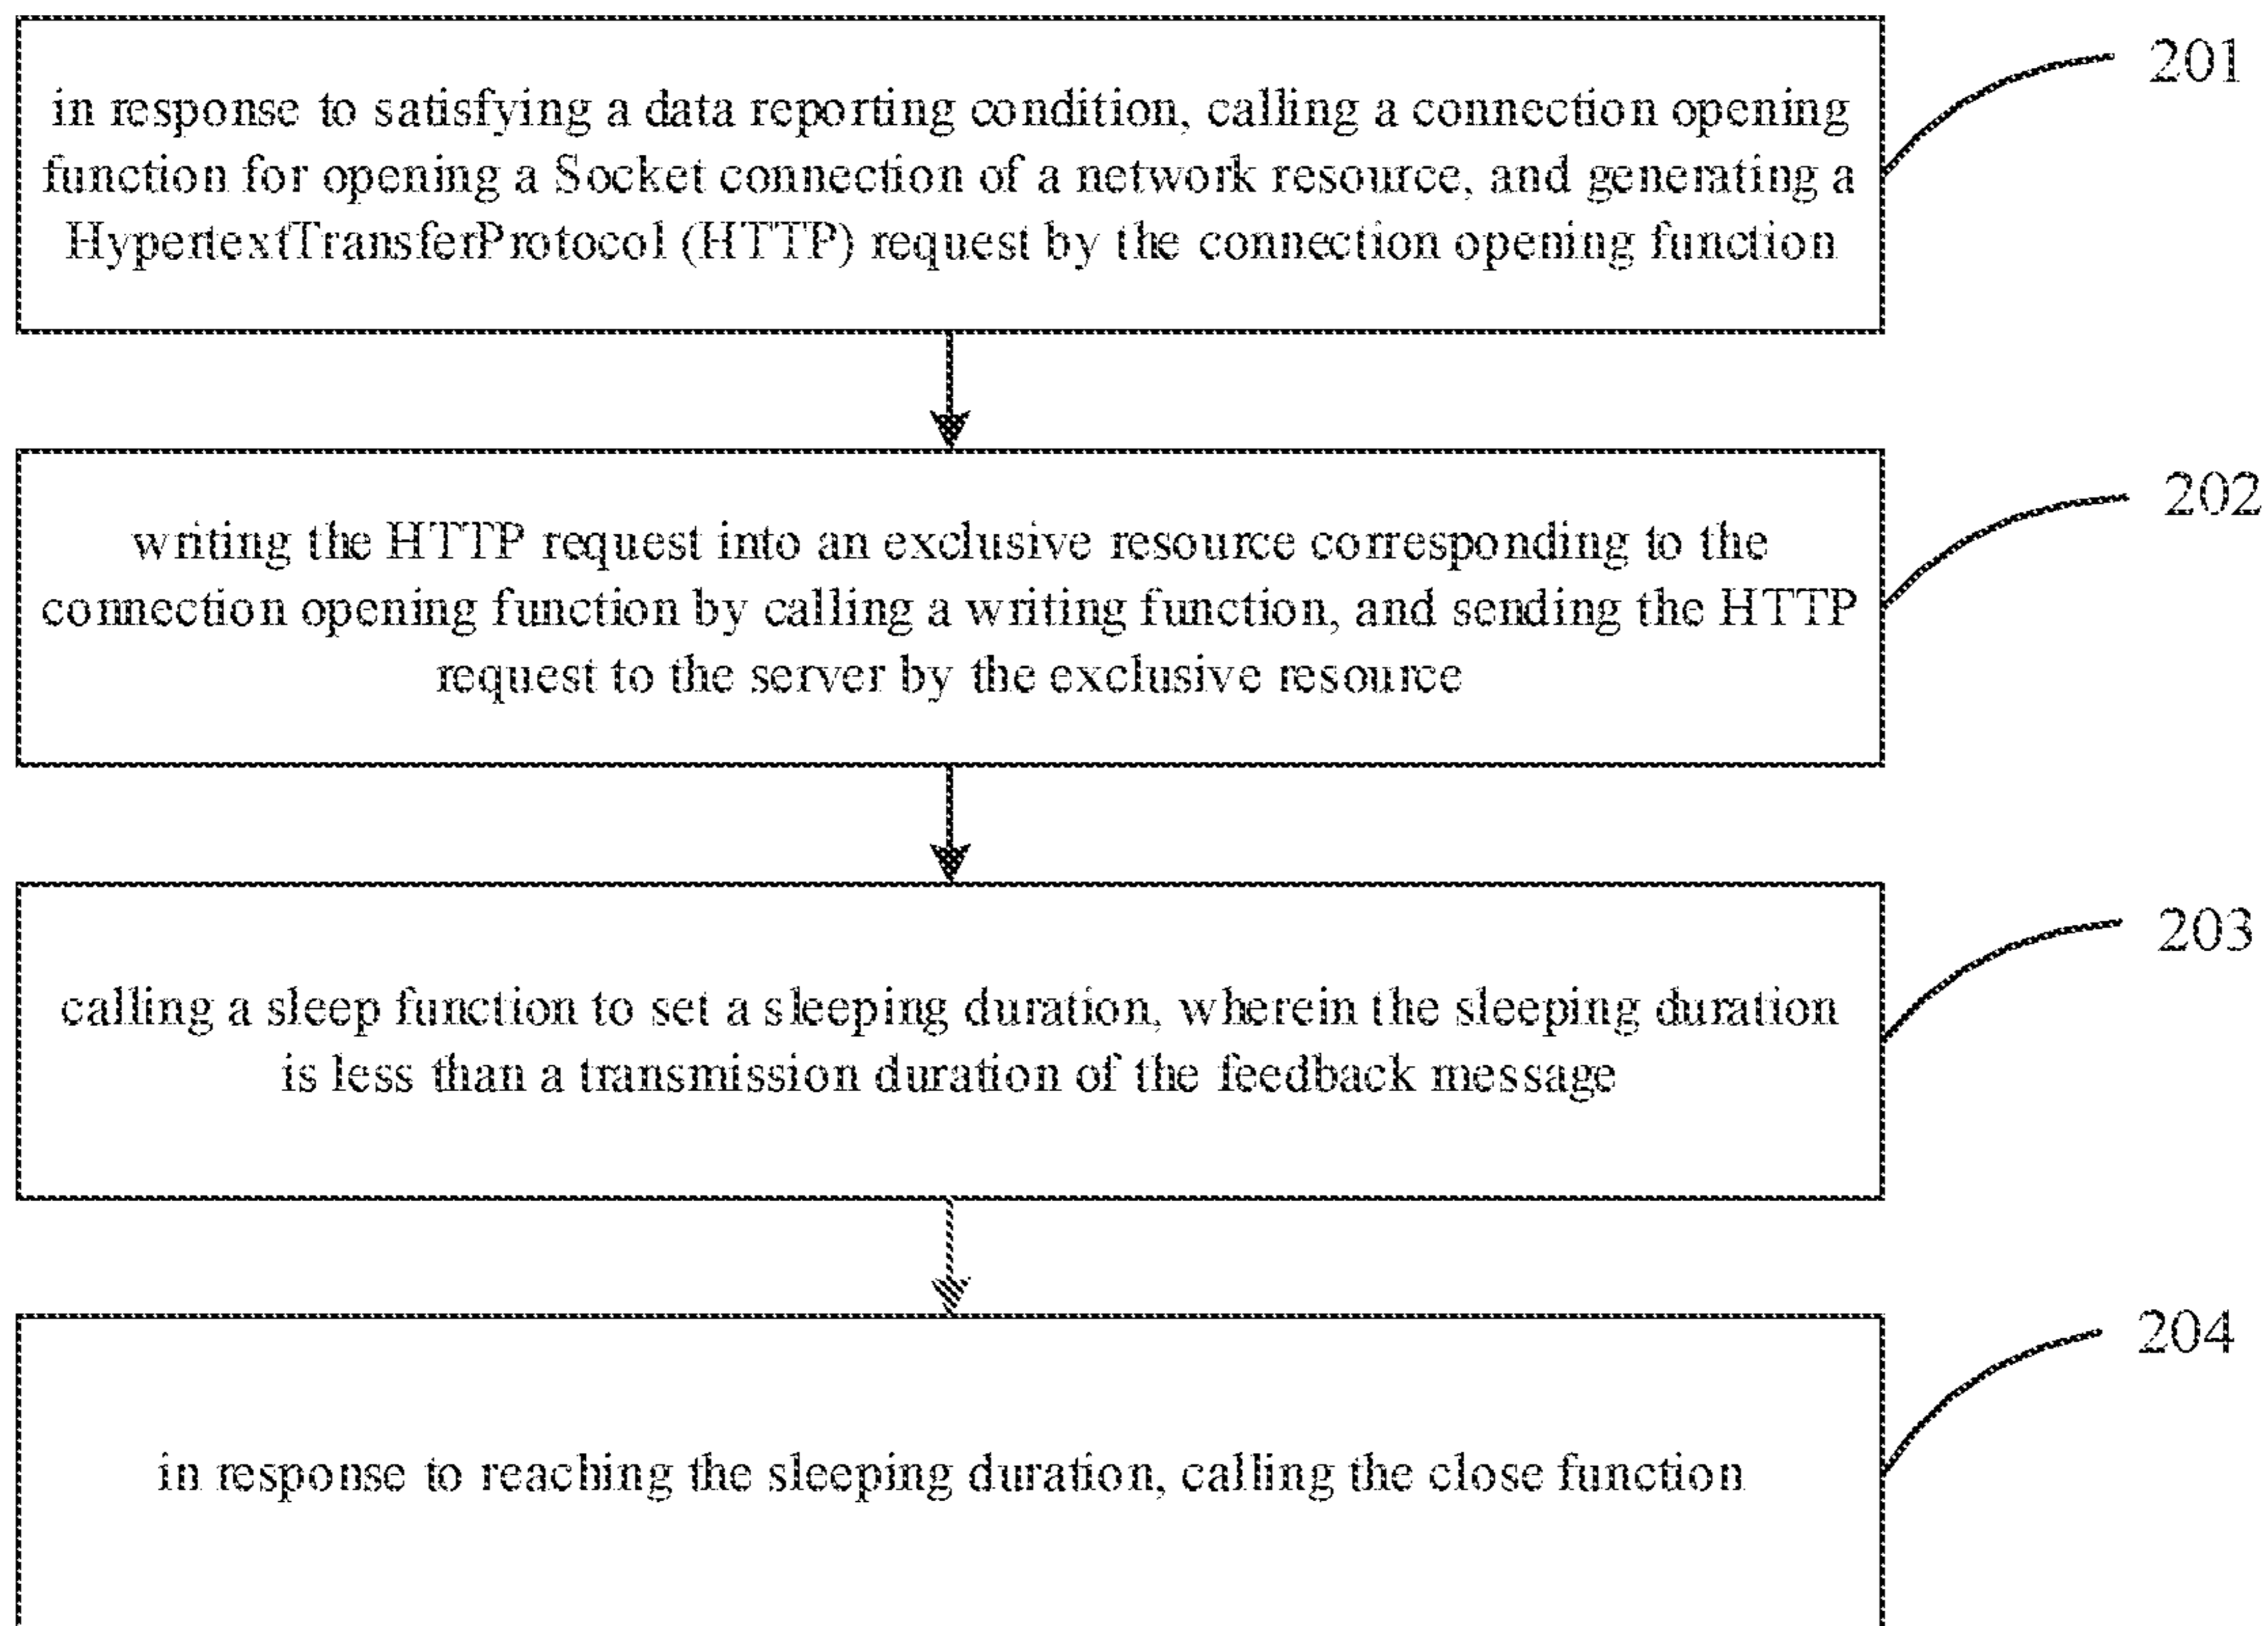 201
in response to satisfying a data reporting condition, calling a connection opening
function for opening a Socket connection of a network resource, and generating a
HypertextTransferProtocol (HTTP) request by the connection opening function
202
writing the HTTP request into an exclusive resource corresponding to the
connection opening function by calling a writing function, and sending the HTTP
request to the server by the exclusive resource
203
calling a sleep function to set a sleeping duration, wherein the sleeping duration
is less than a transmission duration of the feedback message
204
in response to reaching the sleeping duration, calling the close function